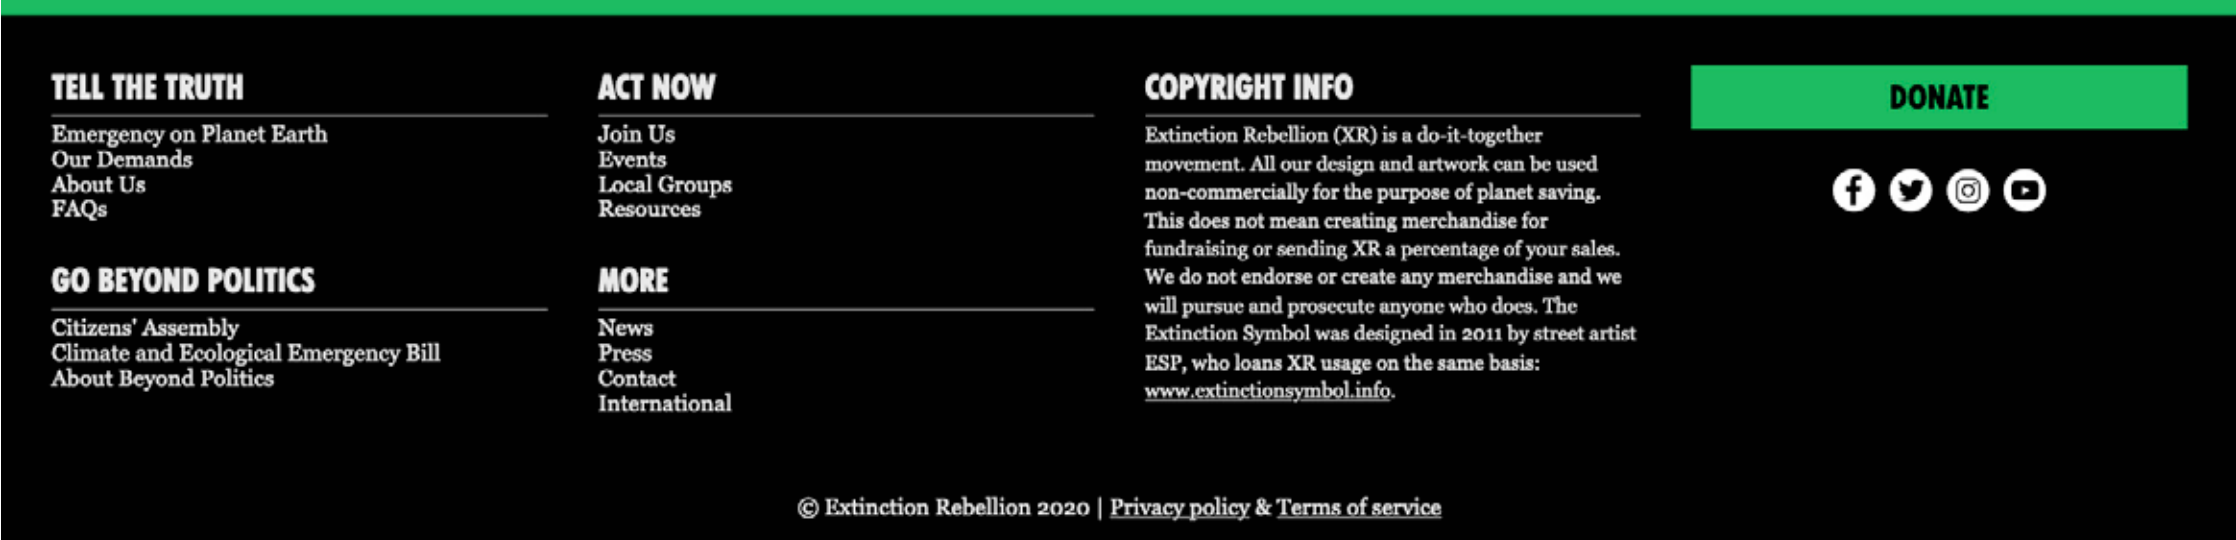 TELL THE TRUTH
Emergency on Planet Earth
Our Demands
About Us
FAQs
GO BEYOND POLITICS
Citizens' Assembly
Climate and Ecological Emergency Bill
About Beyond Politics
ACT NOW
Join Us
Events
Local Groups
Resources
MORE
News
Press
Contact
International
COPYRIGHT INFO
Extinction Rebellion (XR) is a do-it-together
movement. All our design and artwork can be used
non-commercially for the purpose of planet saving.
This does not mean creating merchandise for
fundraising or sending XR a percentage of your sales.
We do not endorse or create any merchandise and we
will pursue and prosecute anyone who does. The
Extinction Symbol was designed in 2011 by street artist
ESP, who loans XR usage on the same basis:
www.extinctionsymbol.info.
DONATE
© Extinction Rebellion 2020 | Privacy policy & Terms of service